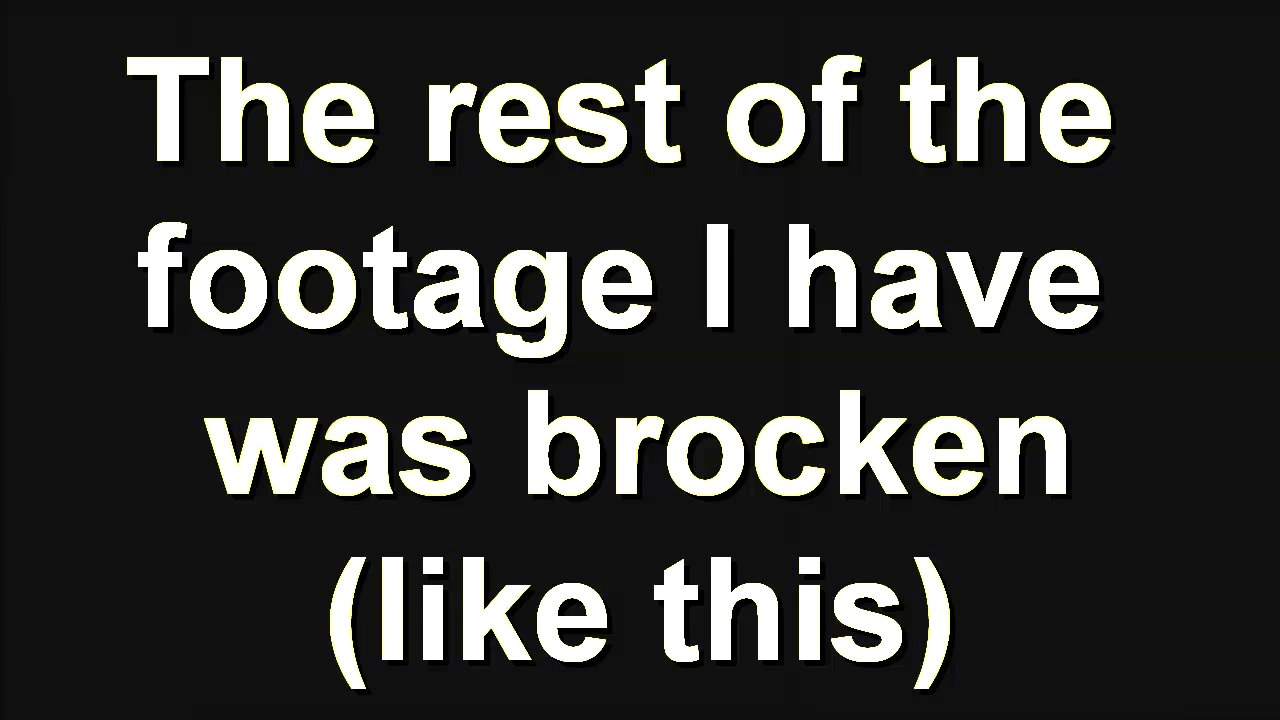 The rest of the
footage I have
was brocken
(like this)